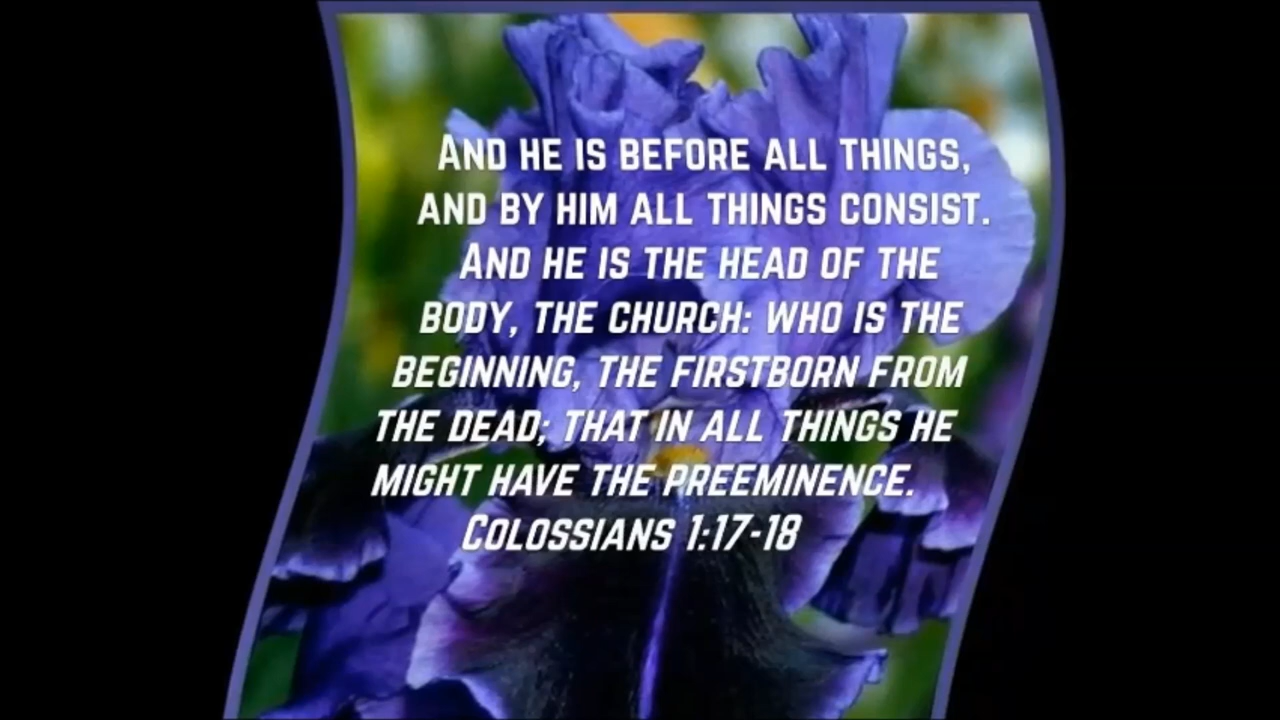 And he is before all things,
and by him all things consist.
And he is the head of the
body, the church: who is the
beginning, the firstborn from
the dead; that in all things he
might have the preeminence.
Colossians 1:17-18